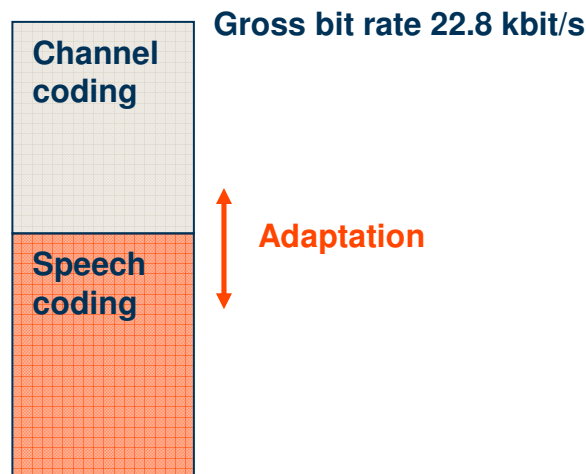 Gross bit rate 22.8 kbit/s
Channel
coding
Adaptation
Speech
coding